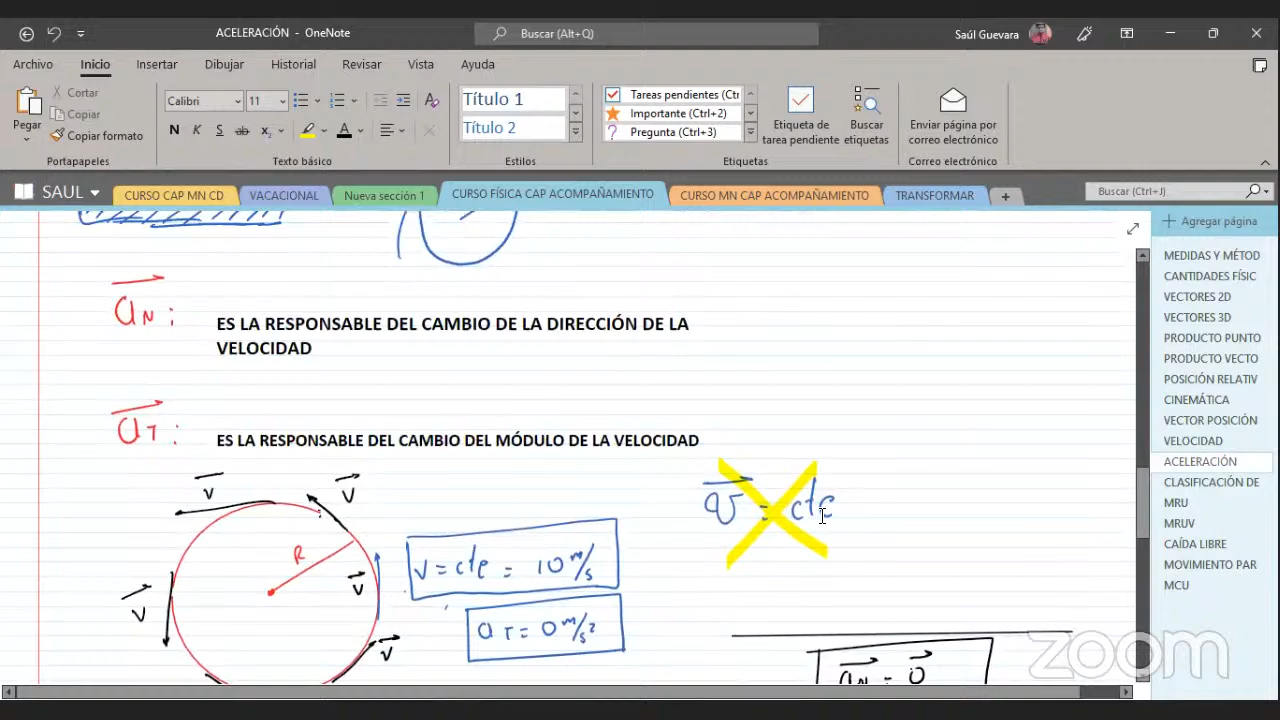 ACELERACIÓN - OneNote
Buscar (Alt+Q)
Saúl Guevara
Archivo
Inicio
Insertar
Dibujar
Historial
Revisar
Vista
Ayuda
Pegar
Cortar
Copiar
Copiar formato
Portapapeles
Calibri
11
N K S ab x₂
A
Texto básico
Título 1
Título 2
Estilos
Tareas pendientes (Ctr
Importante (Ctrl+2)
Pregunta (Ctrl+3)
Etiqueta de
tarea pendiente
Buscar
etiquetas
Etiquetas
Enviar página por
correo electrónico
Correo electrónico
SAUL
CURSO CAP MN CD
VACACIONAL
Nueva sección 1
CURSO FÍSICA CAP ACOMPAÑAMIENTO
CURSO MN CAP ACOMPAÑAMIENTO
TRANSFORMAR
Buscar (Ctrl+J)
Agregar página
MEDIDAS Y MÉTOD
CANTIDADES FÍSIC
VECTORES 2D
VECTORES 3D
PRODUCTO PUNTO
PRODUCTO VECTO
POSICIÓN RELATIV
CINEMÁTICA
VECTOR POSICIÓN
VELOCIDAD
ACELERACIÓN
CLASIFICACIÓN DE
MRU
MRUV
CAÍDA LIBRE
MOVIMIENTO PAR
MCU
aN :
ES LA RESPONSABLE DEL CAMBIO DE LA DIRECCIÓN DE LA
VELOCIDAD
aT :
ES LA RESPONSABLE DEL CAMBIO DEL MÓDULO DE LA VELOCIDAD
v
v
R
v
v
v
v = cte = 10 m/s
aT = 0 m/s²
v = cte
aN = 0
zoom